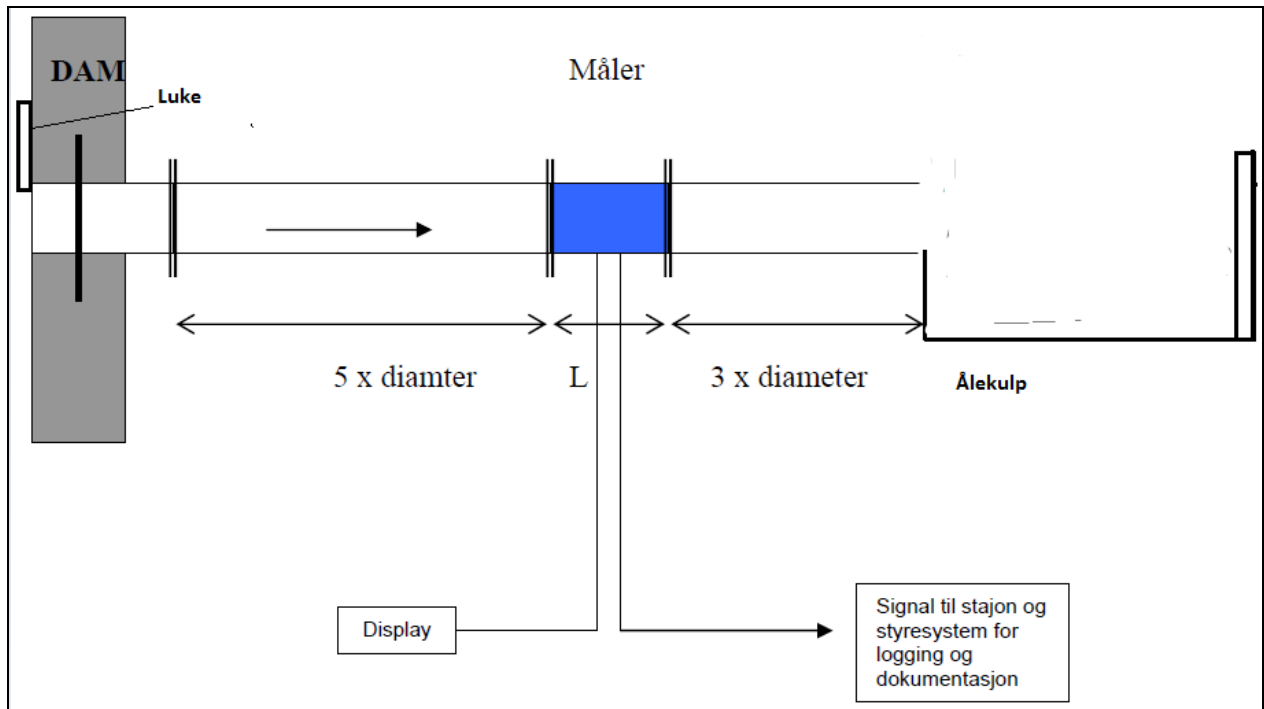 DAM
Måler
Luke
5 x diamter
L
3 x diameter
Ålekulp
Display
Signal til stajon og
styresystem for
logging og
dokumentasjon